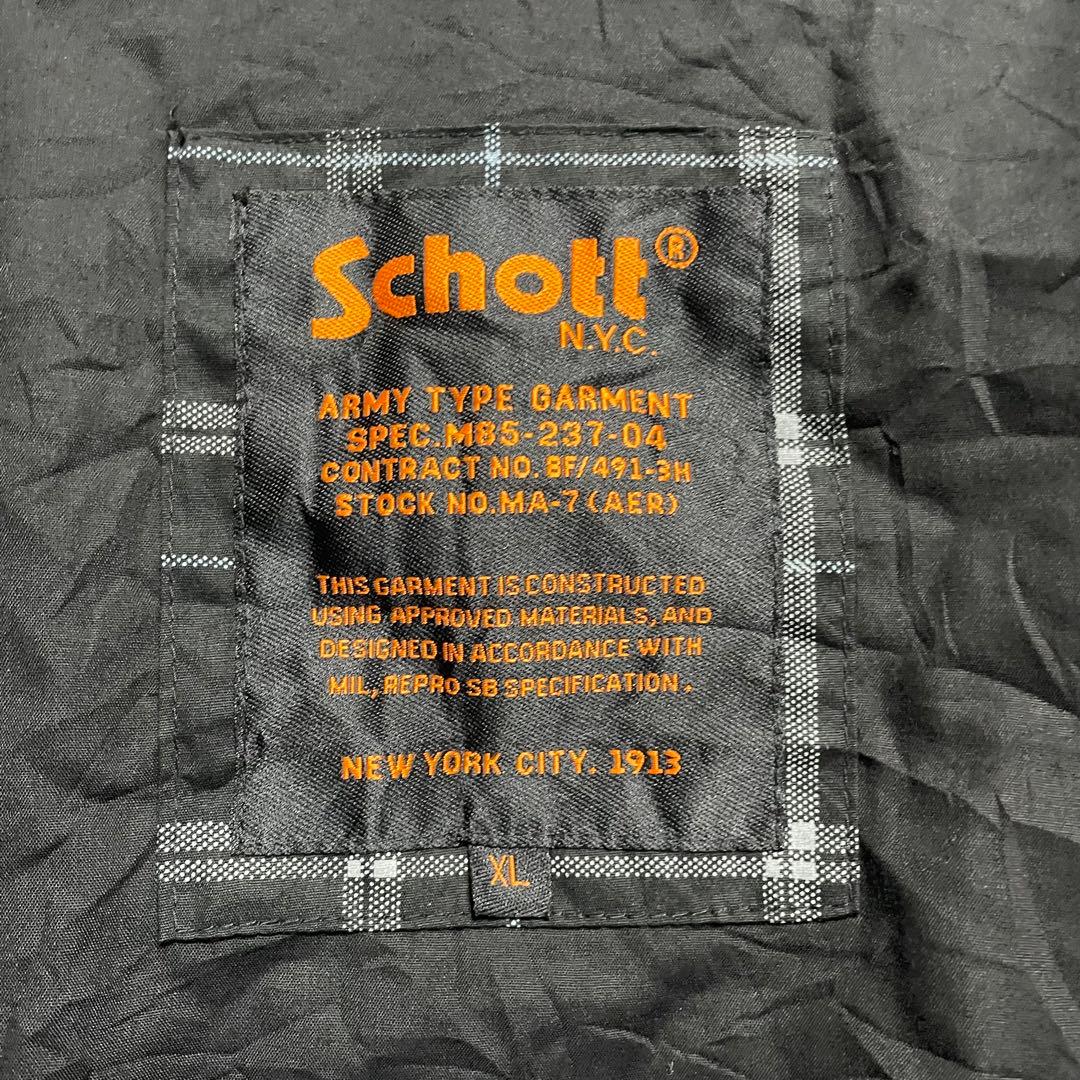 Schott®
N.Y.C.
ARMY TYPE GARMENT
SPEC.M85-237-04
CONTRACT NO. 8F/491-3H
STOCK NO.MA-7 (AER)
THIS GARMENT IS CONSTRUCTED
USING APPROVED MATERIALS, AND
DESIGNED IN ACCORDANCE WITH
MIL, REPRO SB SPECIFICATION.
NEW YORK CITY. 1913
XL